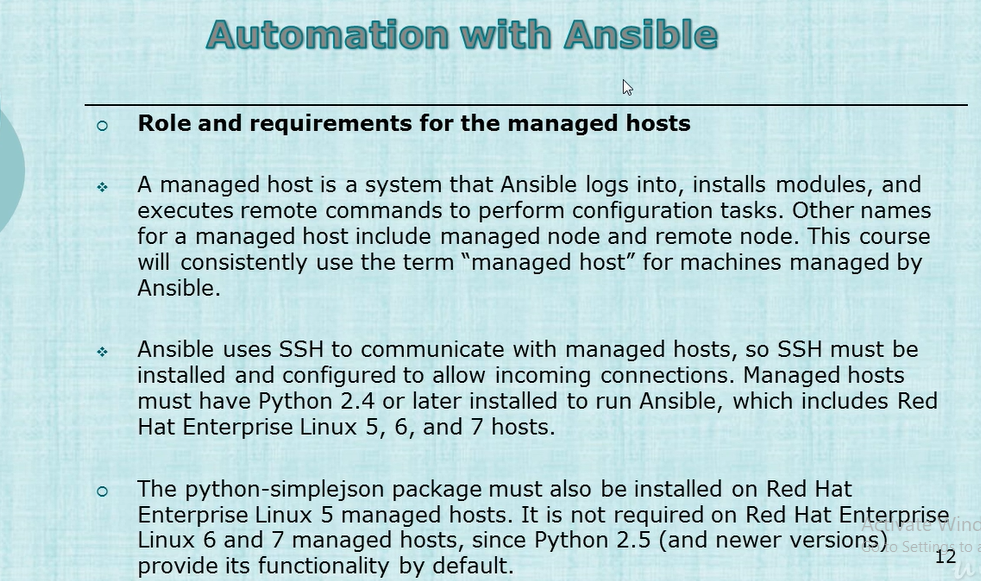 Automation with Ansible
Role and requirements for the managed hosts
A managed host is a system that Ansible logs into, installs modules, and
executes remote commands to perform configuration tasks. Other names
for a managed host include managed node and remote node. This course
will consistently use the term “managed host” for machines managed by
Ansible.
Ansible uses SSH to communicate with managed hosts, so SSH must be
installed and configured to allow incoming connections. Managed hosts
must have Python 2.4 or later installed to run Ansible, which includes Red
Hat Enterprise Linux 5, 6, and 7 hosts.
The python-simplejson package must also be installed on Red Hat
Enterprise Linux 5 managed hosts. It is not required on Red Hat Enterprise
Linux 6 and 7 managed hosts, since Python 2.5 (and newer versions)
provide its functionality by default.
Activate Wind
Go to Settings to a
12